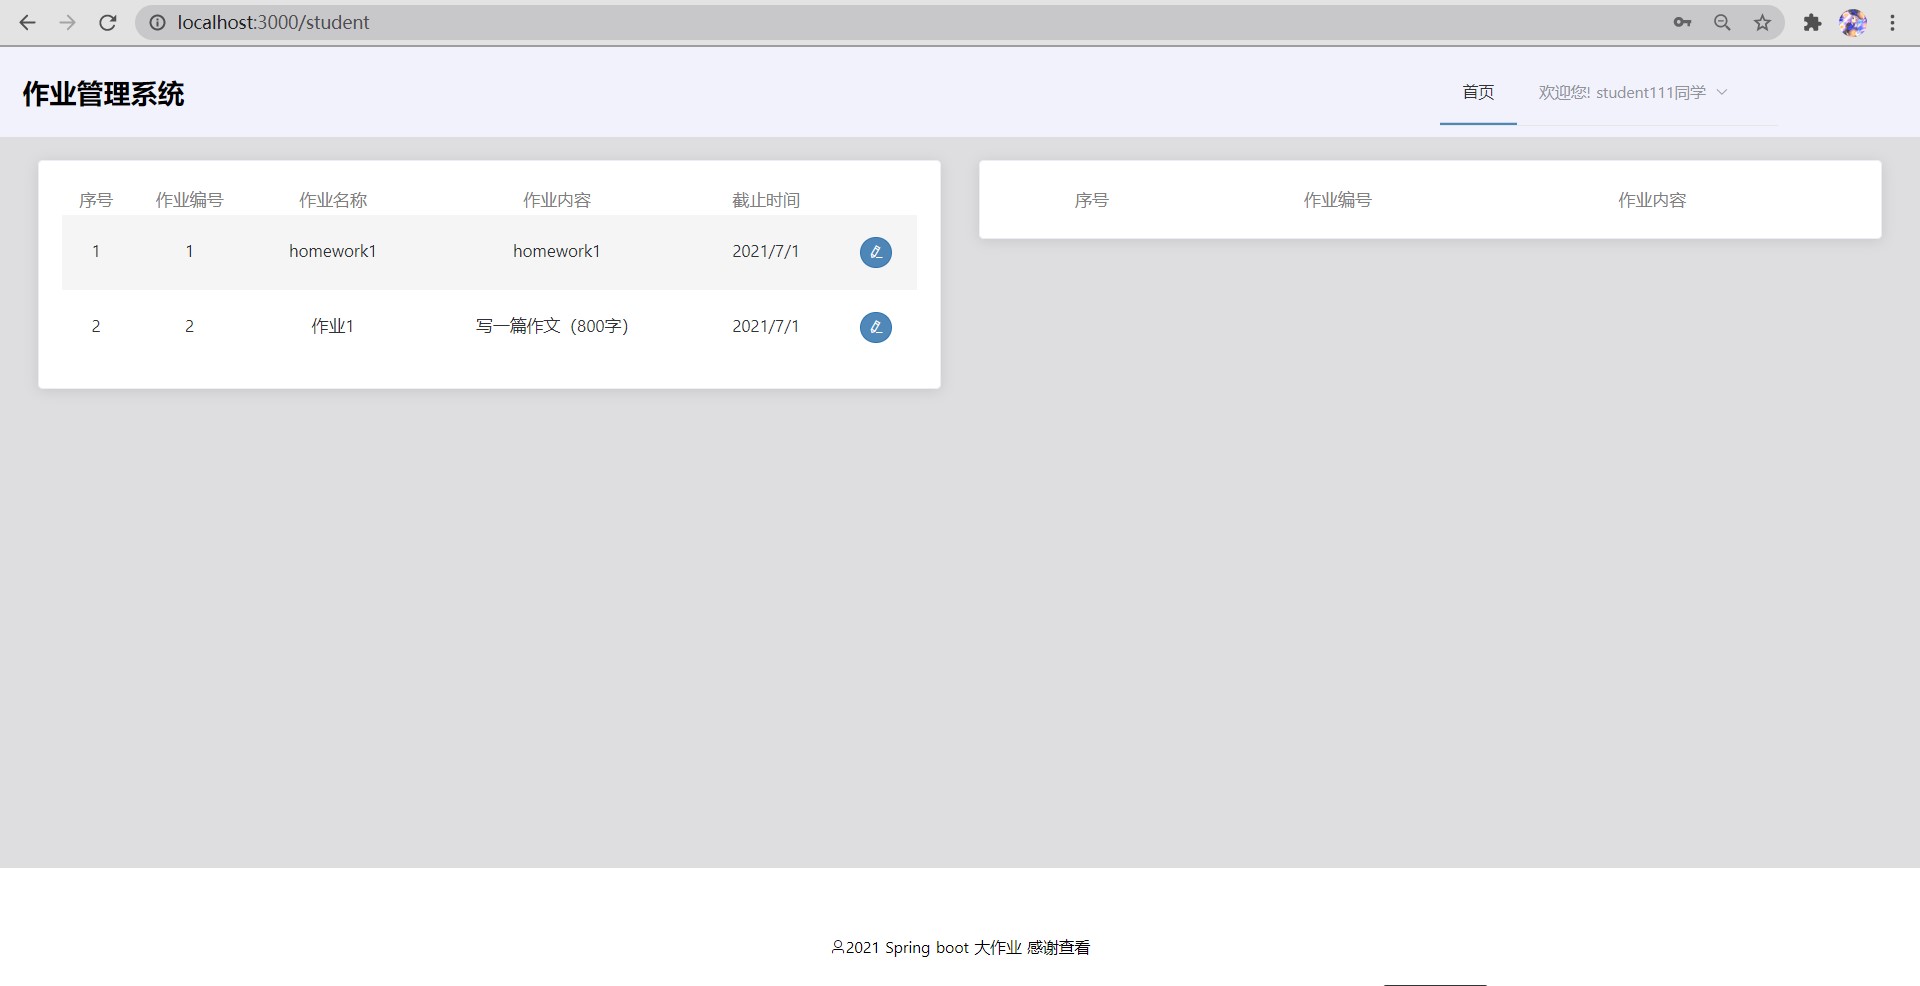 localhost:3000/student
作业管理系统
首页 欢迎您! student111同学
序号 作业编号 作业名称 作业内容 截止时间
1 1 homework1 homework1 2021/7/1
2 2 作业1 写一篇作文（800字） 2021/7/1
序号 作业编号 作业内容
2021 Spring boot 大作业 感谢查看